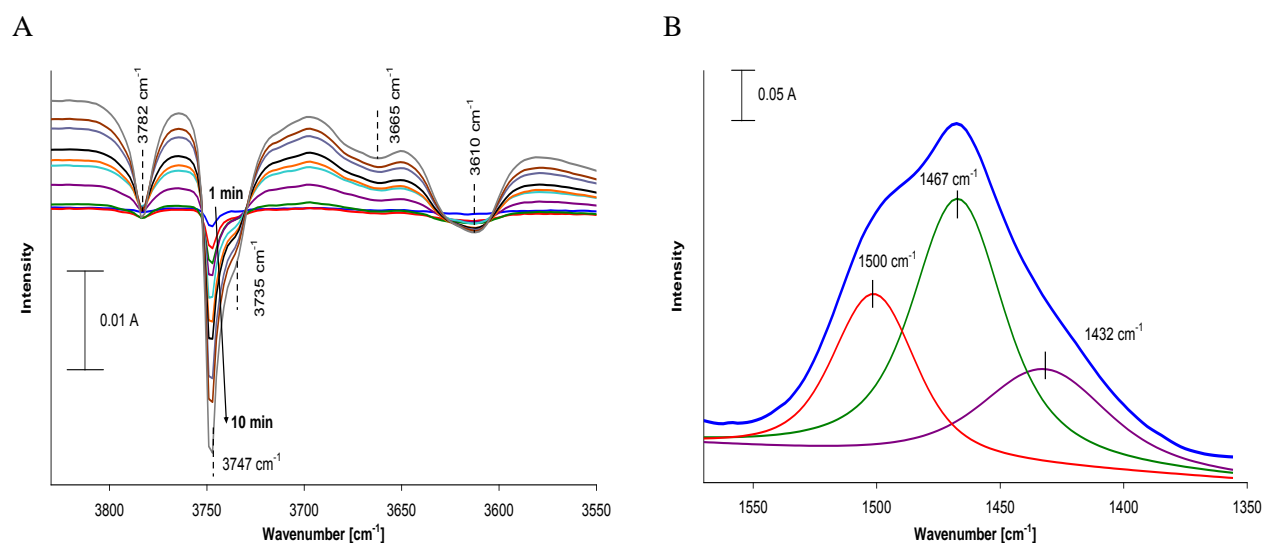 A
B
3782 cm-1
3665 cm-1
3610 cm-1
1 min
3735 cm-1
0.01 A
10 min
3747 cm-1
Intensity
3800
3750
3700
3650
3600
3550
Wavenumber [cm-1]
0.05 A
1467 cm-1
1500 cm-1
1432 cm-1
Intensity
1550
1500
1450
1400
1350
Wavenumber [cm-1]